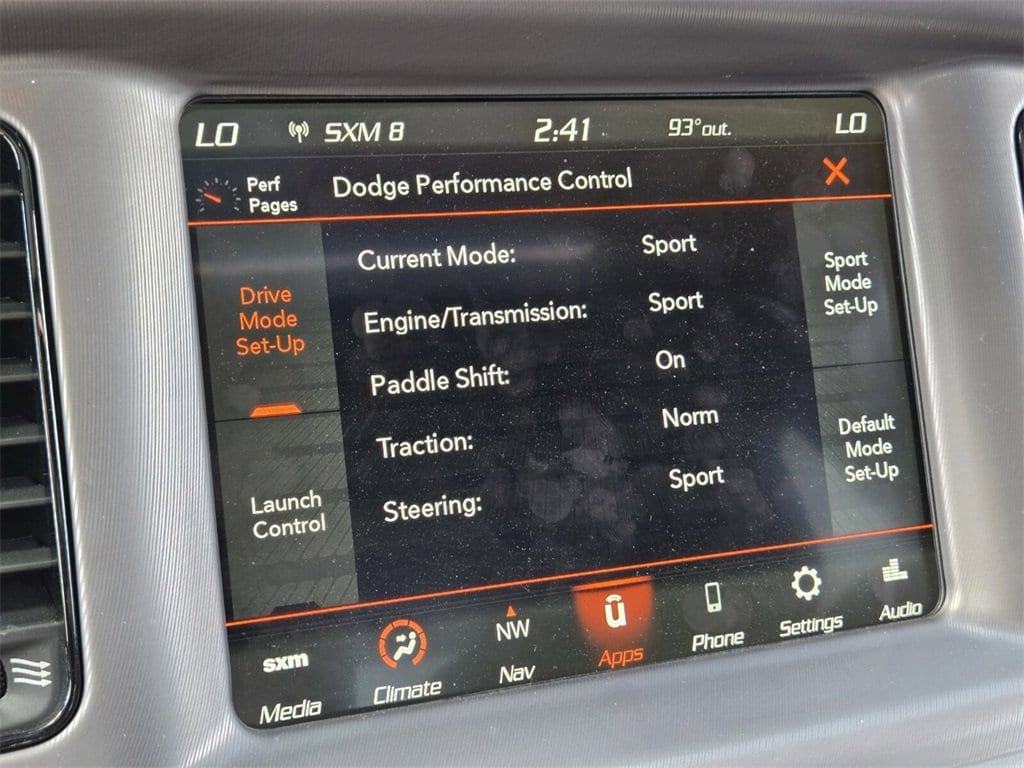 LO SXM 8 2:41 93° out. LO
Perf
Pages
Dodge Performance Control
Drive
Mode
Set-Up
Launch
Control
Current Mode: Sport
Engine/Transmission: Sport
Paddle Shift: On
Traction: Norm
Steering: Sport
Sport
Mode
Set-Up
Default
Mode
Set-Up
sxm
Media
Climate
NW
Nav
ū
Apps
Phone
Settings
Audio